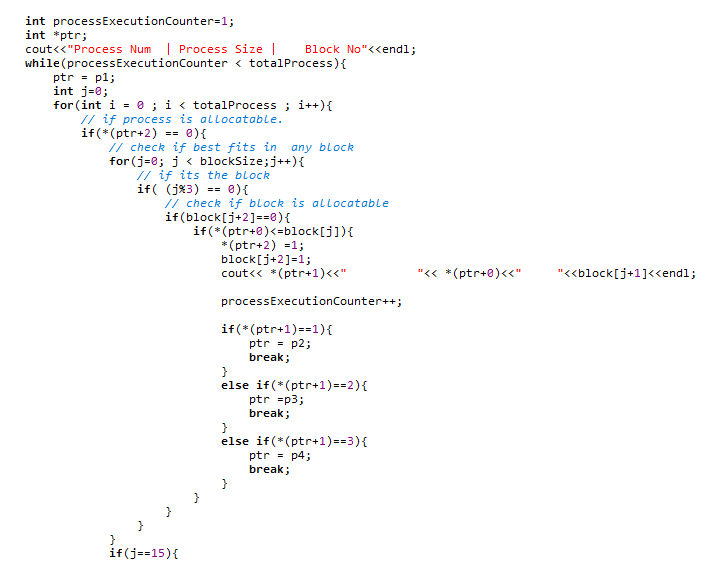 int processExecutionCounter=1;
int *ptr;
cout<<"Process Num  | Process Size |    Block No"<<endl;
while(processExecutionCounter < totalProcess){
    ptr = p1;
    int j=0;
    for(int i = 0 ; i < totalProcess ; i++){
        // if process is allocatable.
        if(*(ptr+2) == 0){
            // check if best fits in  any block
            for(j=0; j < blockSize;j++){
                // if its the block
                if( (j%3) == 0){
                    // check if block is allocatable
                    if(block[j+2]==0){
                        if(*(ptr+0)<=block[j]){
                            *(ptr+2) =1;
                            block[j+2]=1;
                            cout<< *(ptr+1)<<"          "<< *(ptr+0)<<"     "<<block[j+1]<<endl;
                            processExecutionCounter++;
                            if(*(ptr+1)==1){
                                ptr = p2;
                                break;
                            }
                            else if(*(ptr+1)==2){
                                ptr =p3;
                                break;
                            }
                            else if(*(ptr+1)==3){
                                ptr = p4;
                                break;
                            }
                        }
                    }
                }
            }
            if(j==15){